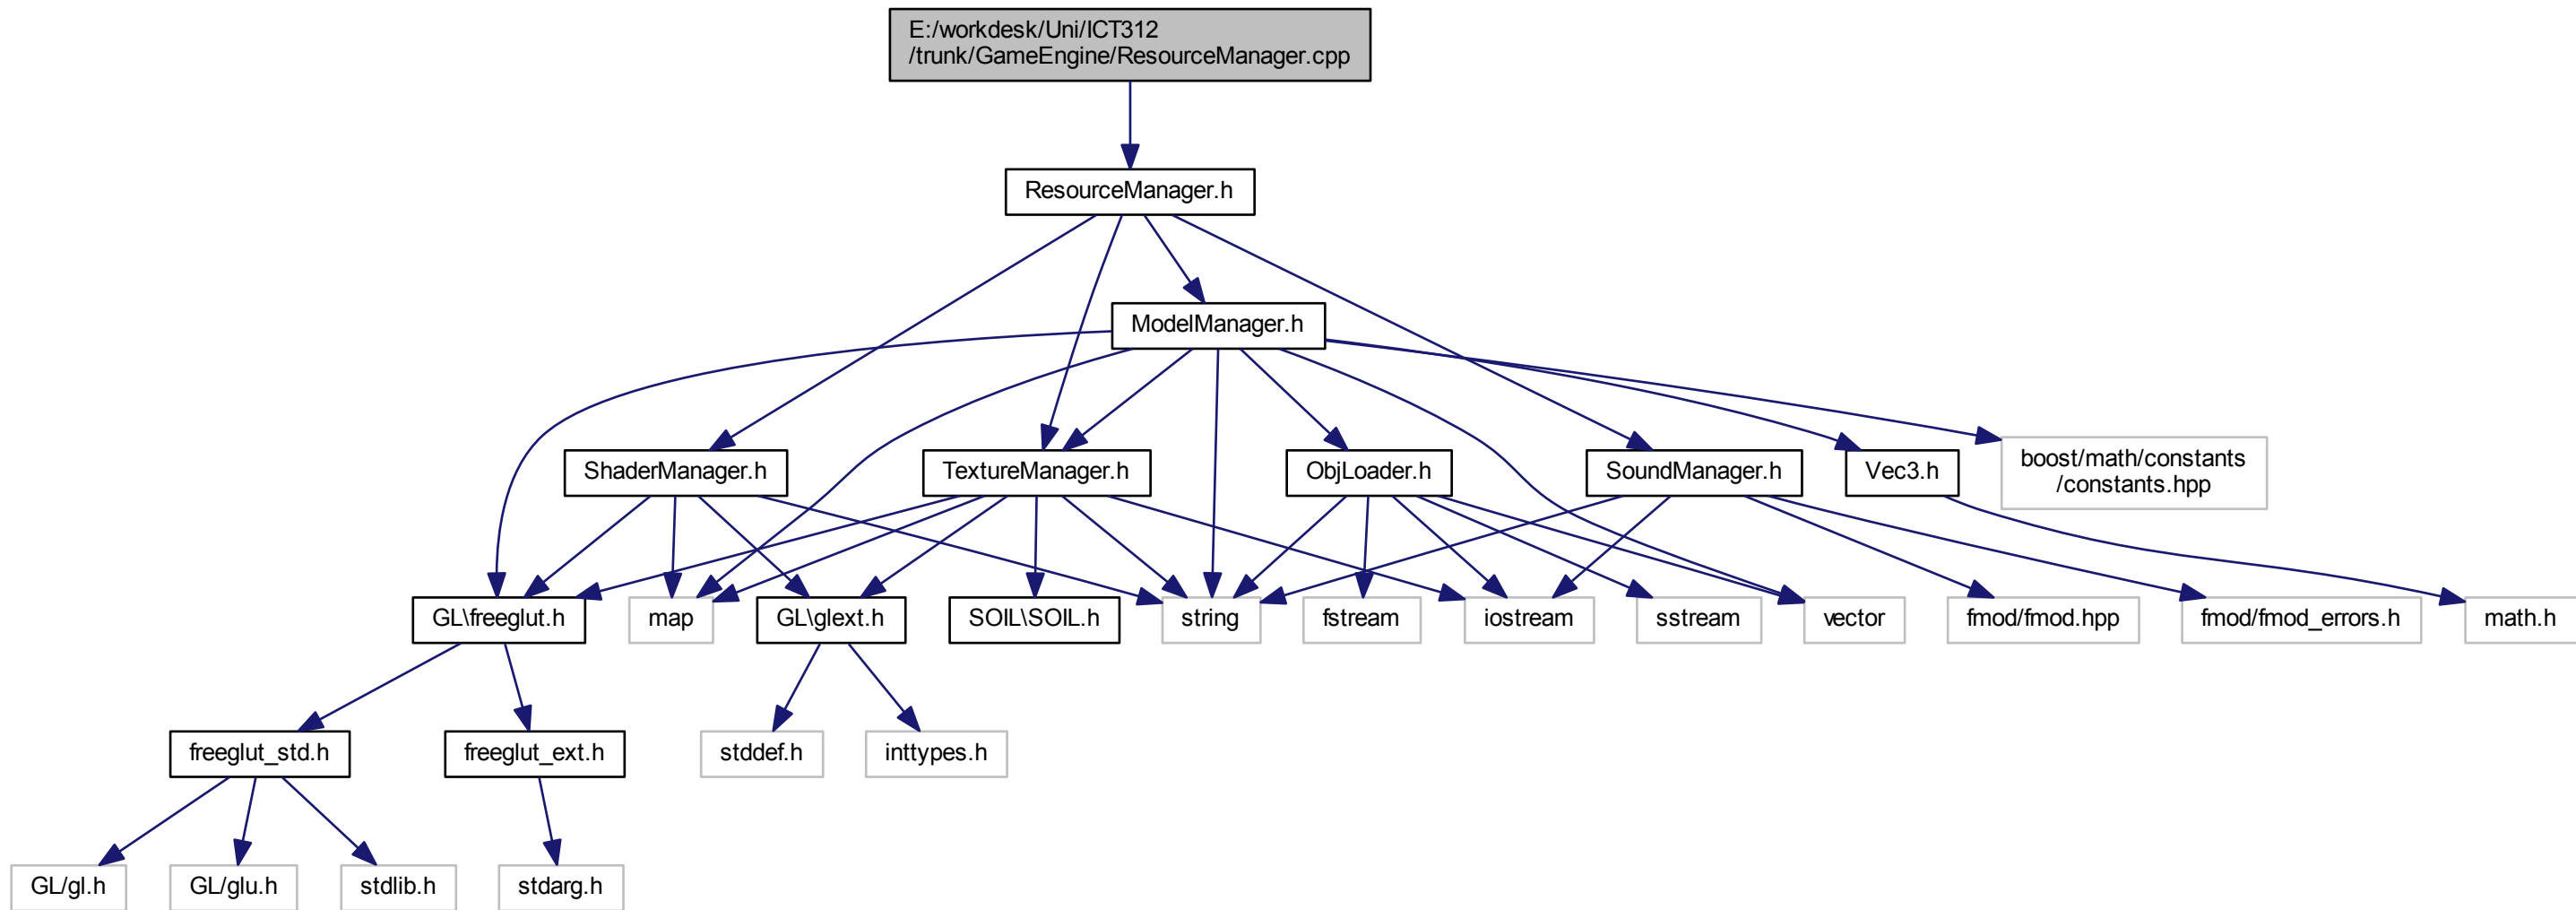 E:/workdesk/Uni/ICT312
/trunk/GameEngine/ResourceManager.cpp
ResourceManager.h
ModelManager.h
ShaderManager.h
TextureManager.h
ObjLoader.h
SoundManager.h
Vec3.h
boost/math/constants
/constants.hpp
GL\freeglut.h
map
GL\glext.h
SOIL\SOIL.h
string
fstream
iostream
sstream
vector
fmod/fmod.hpp
fmod/fmod_errors.h
math.h
freeglut_std.h
freeglut_ext.h
stddef.h
inttypes.h
GL/gl.h
GL/glu.h
stdlib.h
stdarg.h